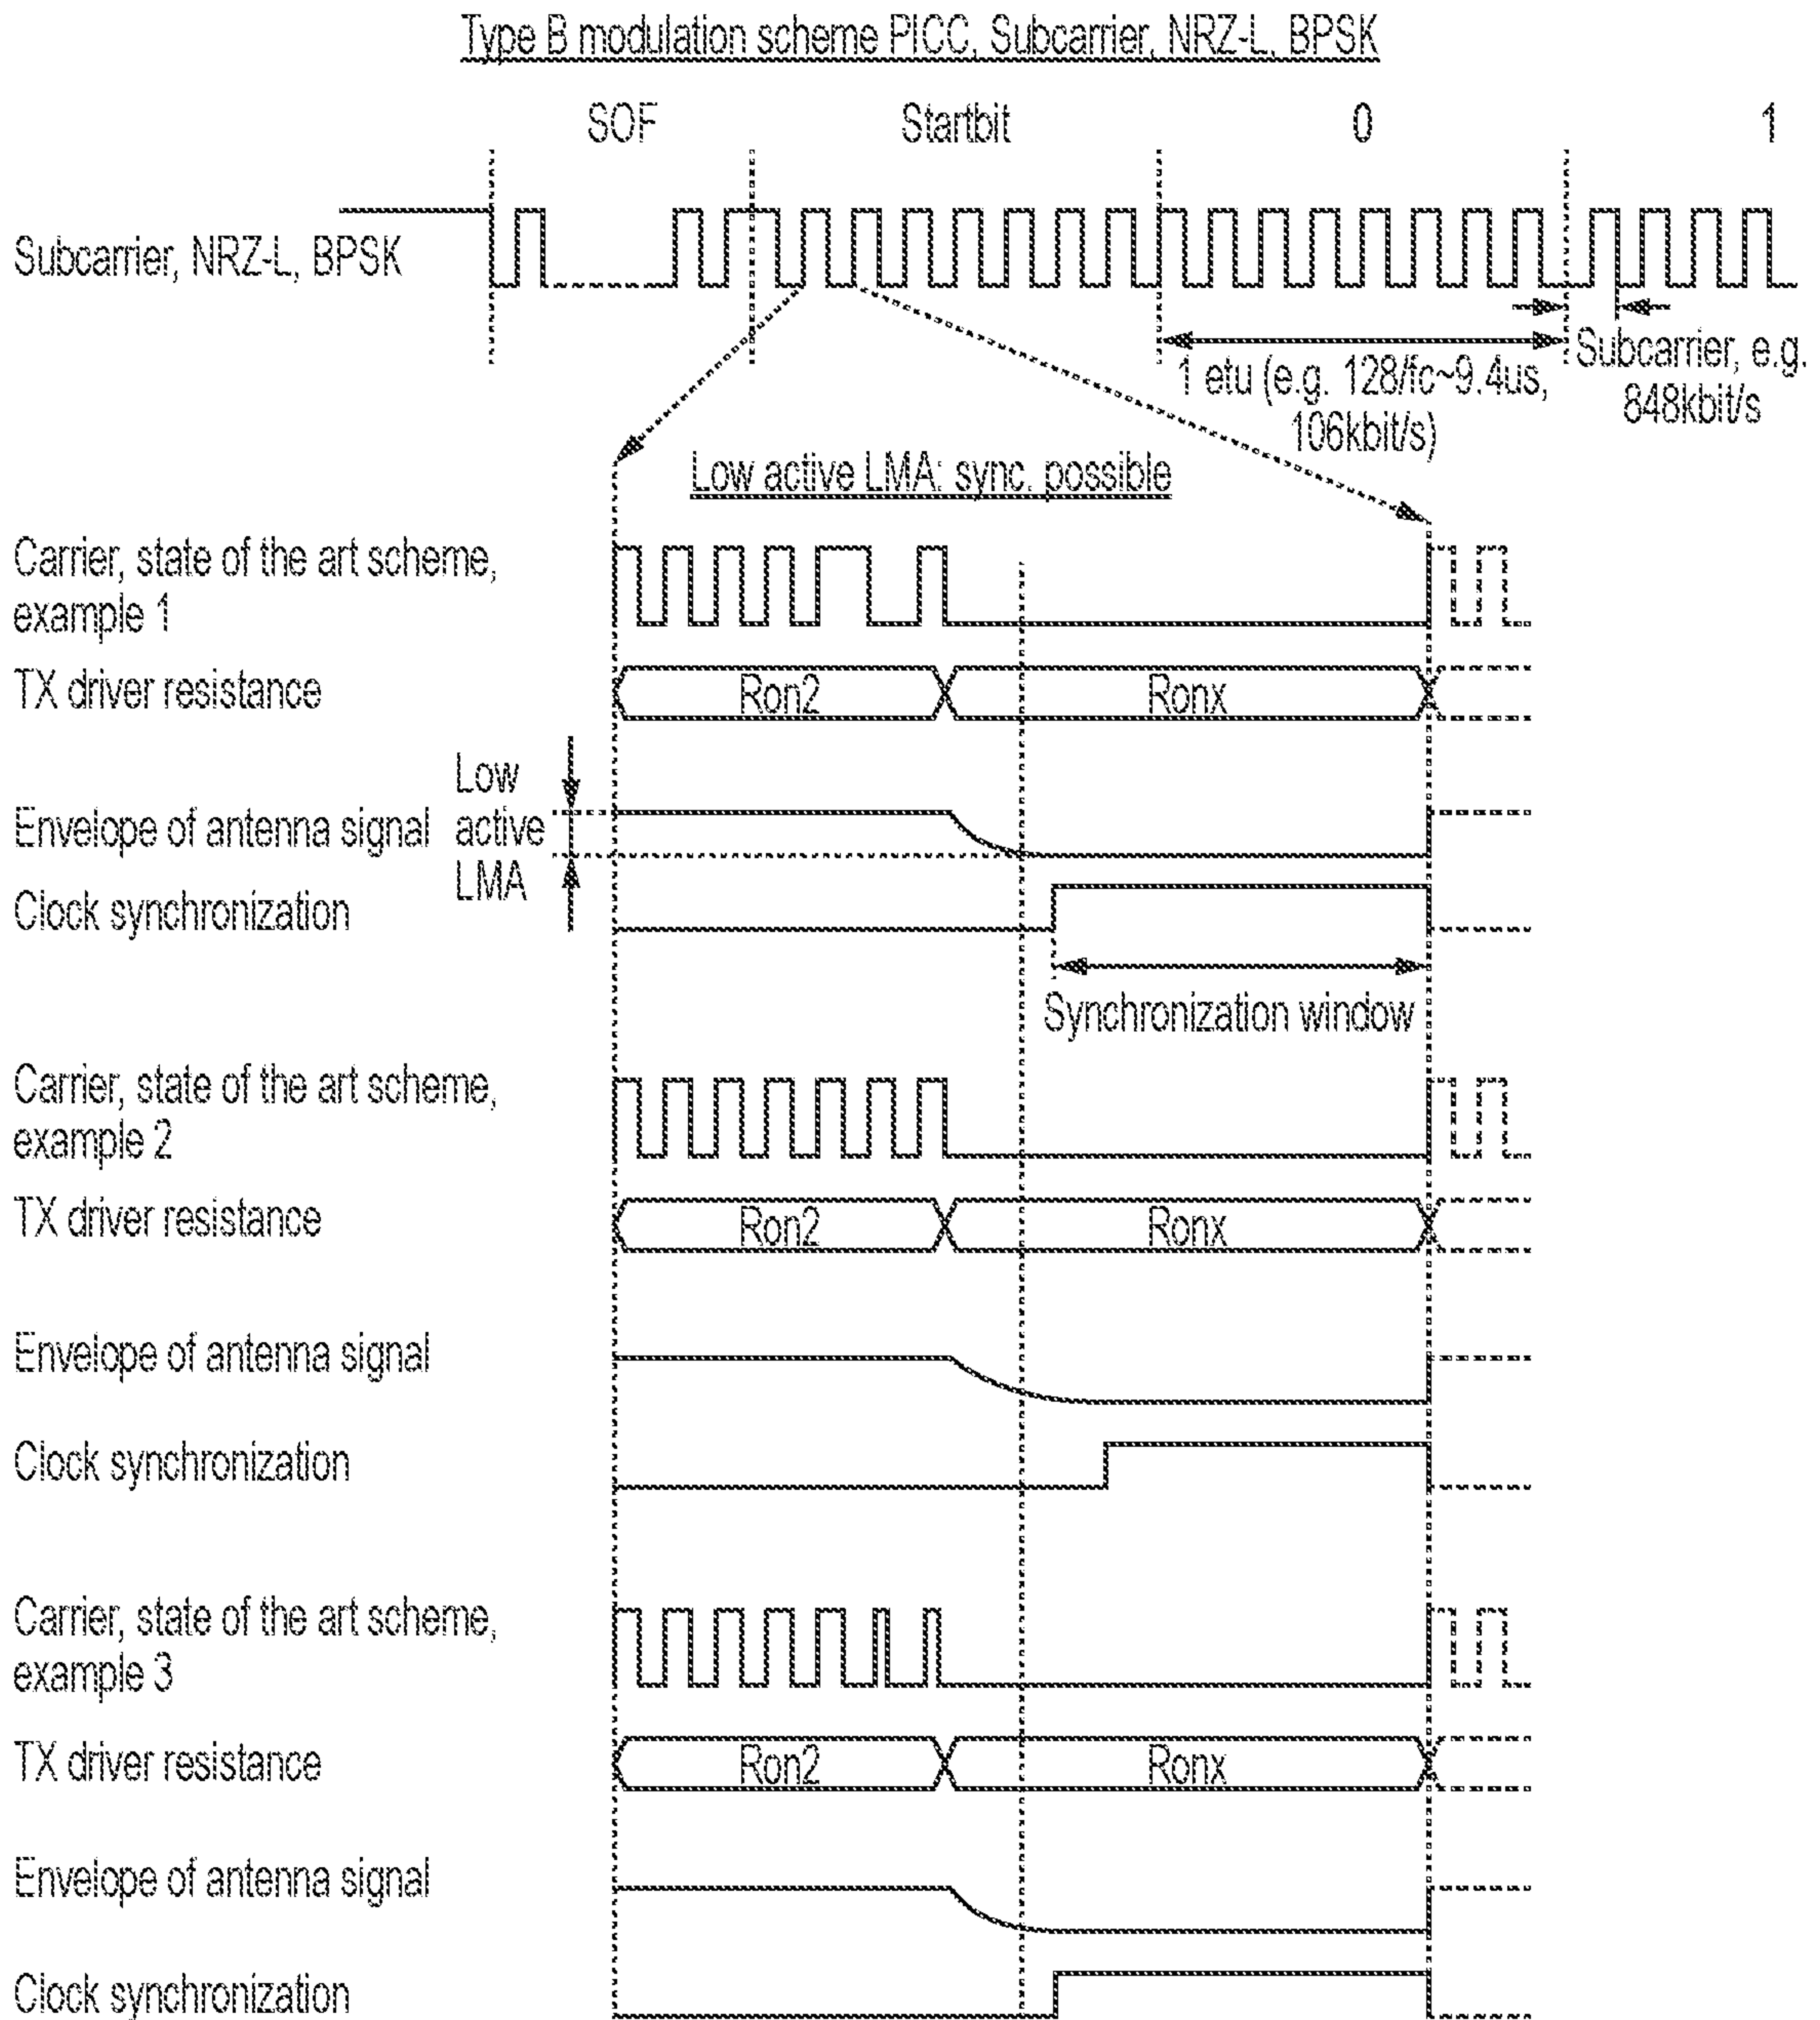 Type B modulation scheme PICC, Subcarrier, NRZ-L, BPSK
SOF
Startbit
0
1
Subcarrier, NRZ-L, BPSK
1 etu (e.g. 128/fc~9.4us,
106kbit/s)
Subcarrier, e.g.
848kbit/s
Low active LMA: sync. possible
Carrier, state of the art scheme,
example 1
TX driver resistance
Ron2
Ronx
Envelope of antenna signal
Low
active
LMA
Clock synchronization
Synchronization window
Carrier, state of the art scheme,
example 2
TX driver resistance
Ron2
Ronx
Envelope of antenna signal
Clock synchronization
Carrier, state of the art scheme,
example 3
TX driver resistance
Ron2
Ronx
Envelope of antenna signal
Clock synchronization